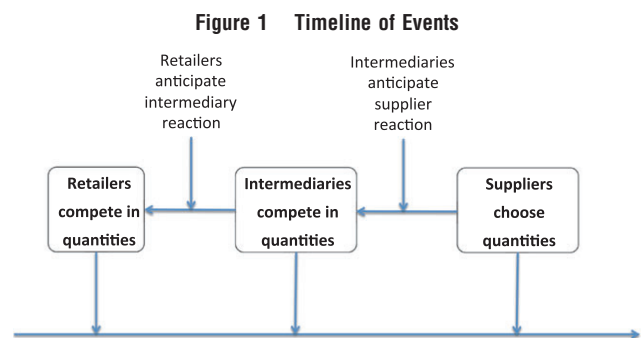 Figure 1 Timeline of Events
Retailers
anticipate
intermediary
reaction
Intermediaries
anticipate
supplier
reaction
Retailers
compete in
quantities
Intermediaries
compete in
quantities
Suppliers
choose
quantities